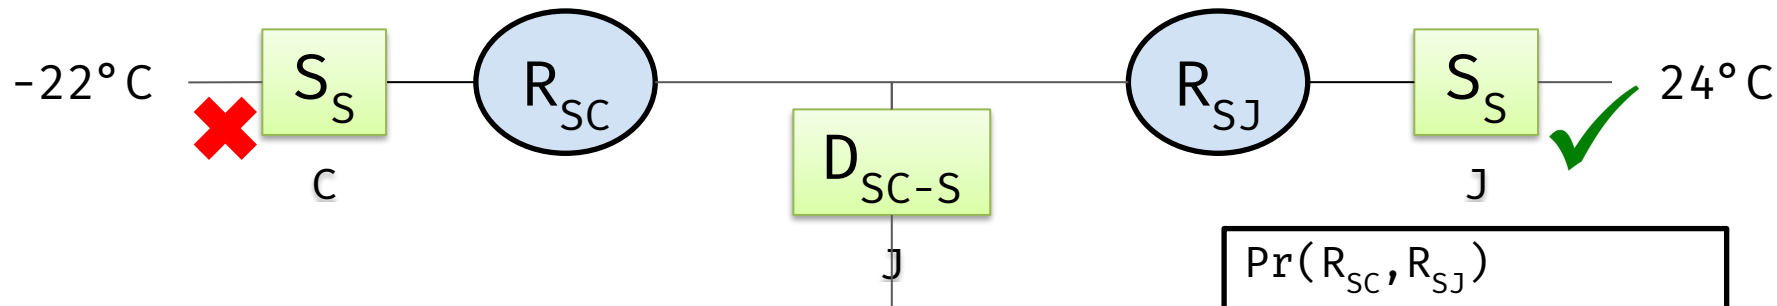 -22°C S_S R_SC R_SJ S_S 24°C
D_SC-S
C J
J
Pr(R_SC,R_SJ)